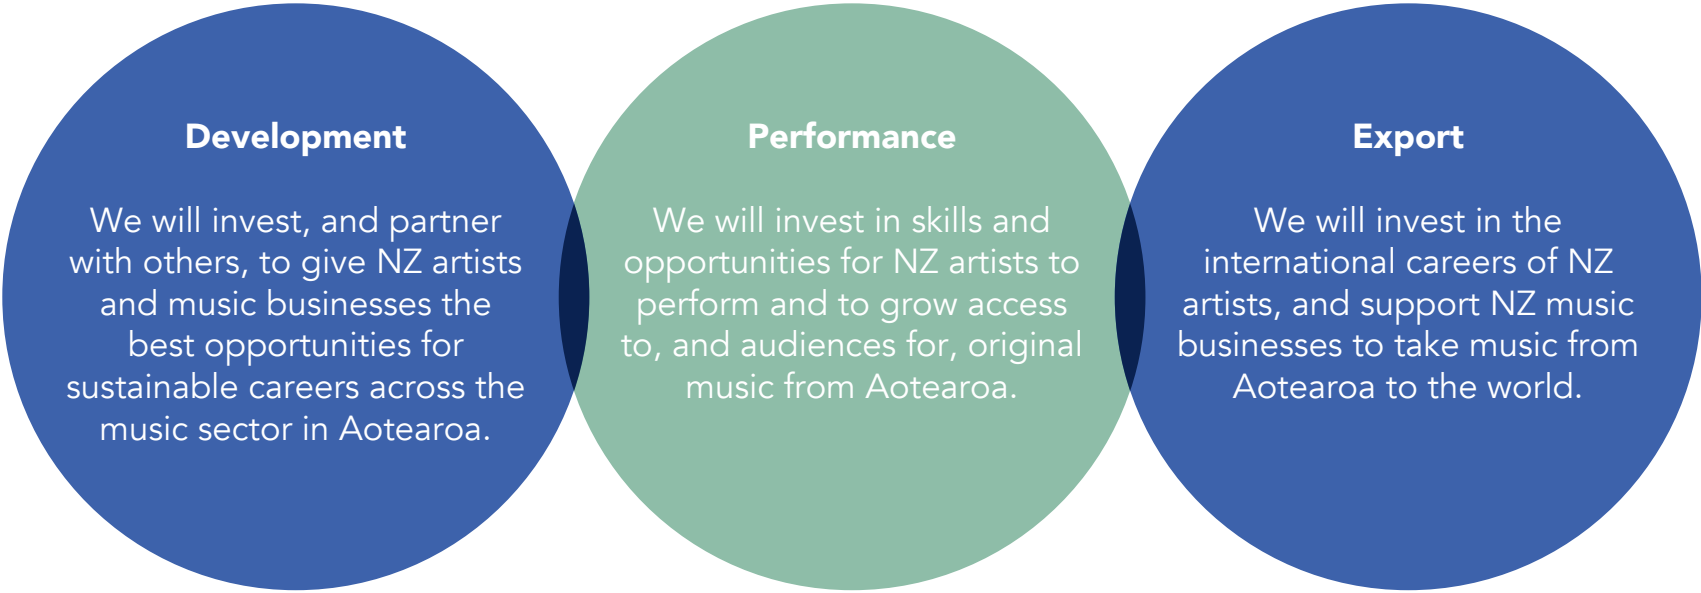 Development
We will invest, and partner
with others, to give NZ artists
and music businesses the
best opportunities for
sustainable careers across the
music sector in Aotearoa.
Performance
We will invest in skills and
opportunities for NZ artists to
perform and to grow access
to, and audiences for, original
music from Aotearoa.
Export
We will invest in the
international careers of NZ
artists, and support NZ music
businesses to take music from
Aotearoa to the world.